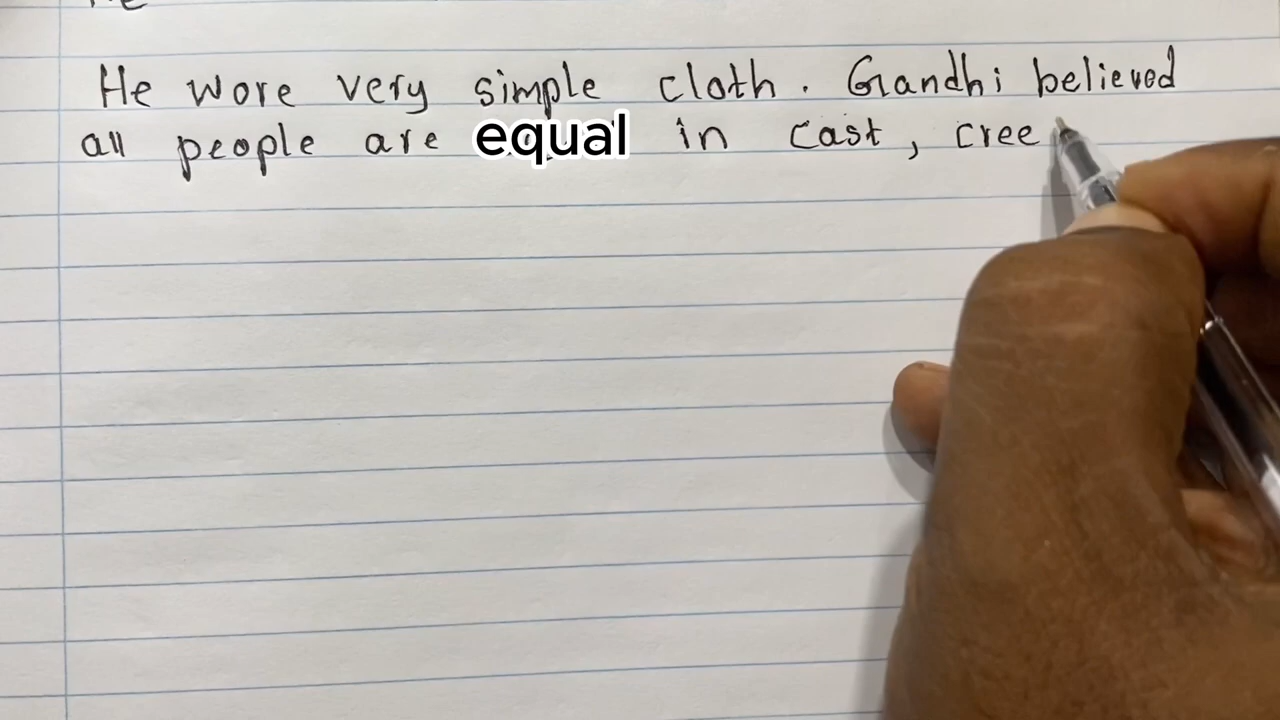 He wore very simple cloth. Gandhi believed
all people are equal in cast, cree